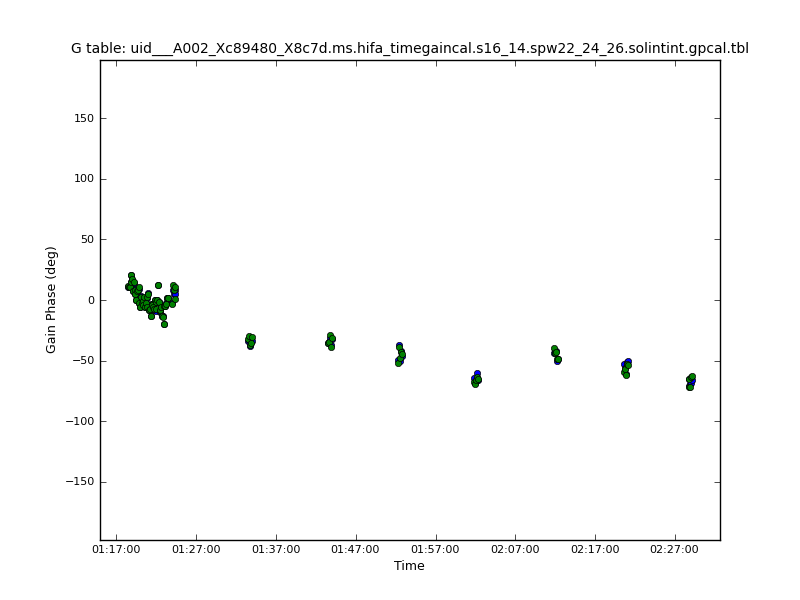 G table: uid___A002_Xc89480_X8c7d.ms.hifa_timegaincal.s16_14.spw22_24_26.solintint.gpcal.tbl
150
100
50
0
−50
−100
−150
Gain Phase (deg)
01:17:00 01:27:00 01:37:00 01:47:00 01:57:00 02:07:00 02:17:00 02:27:00
Time